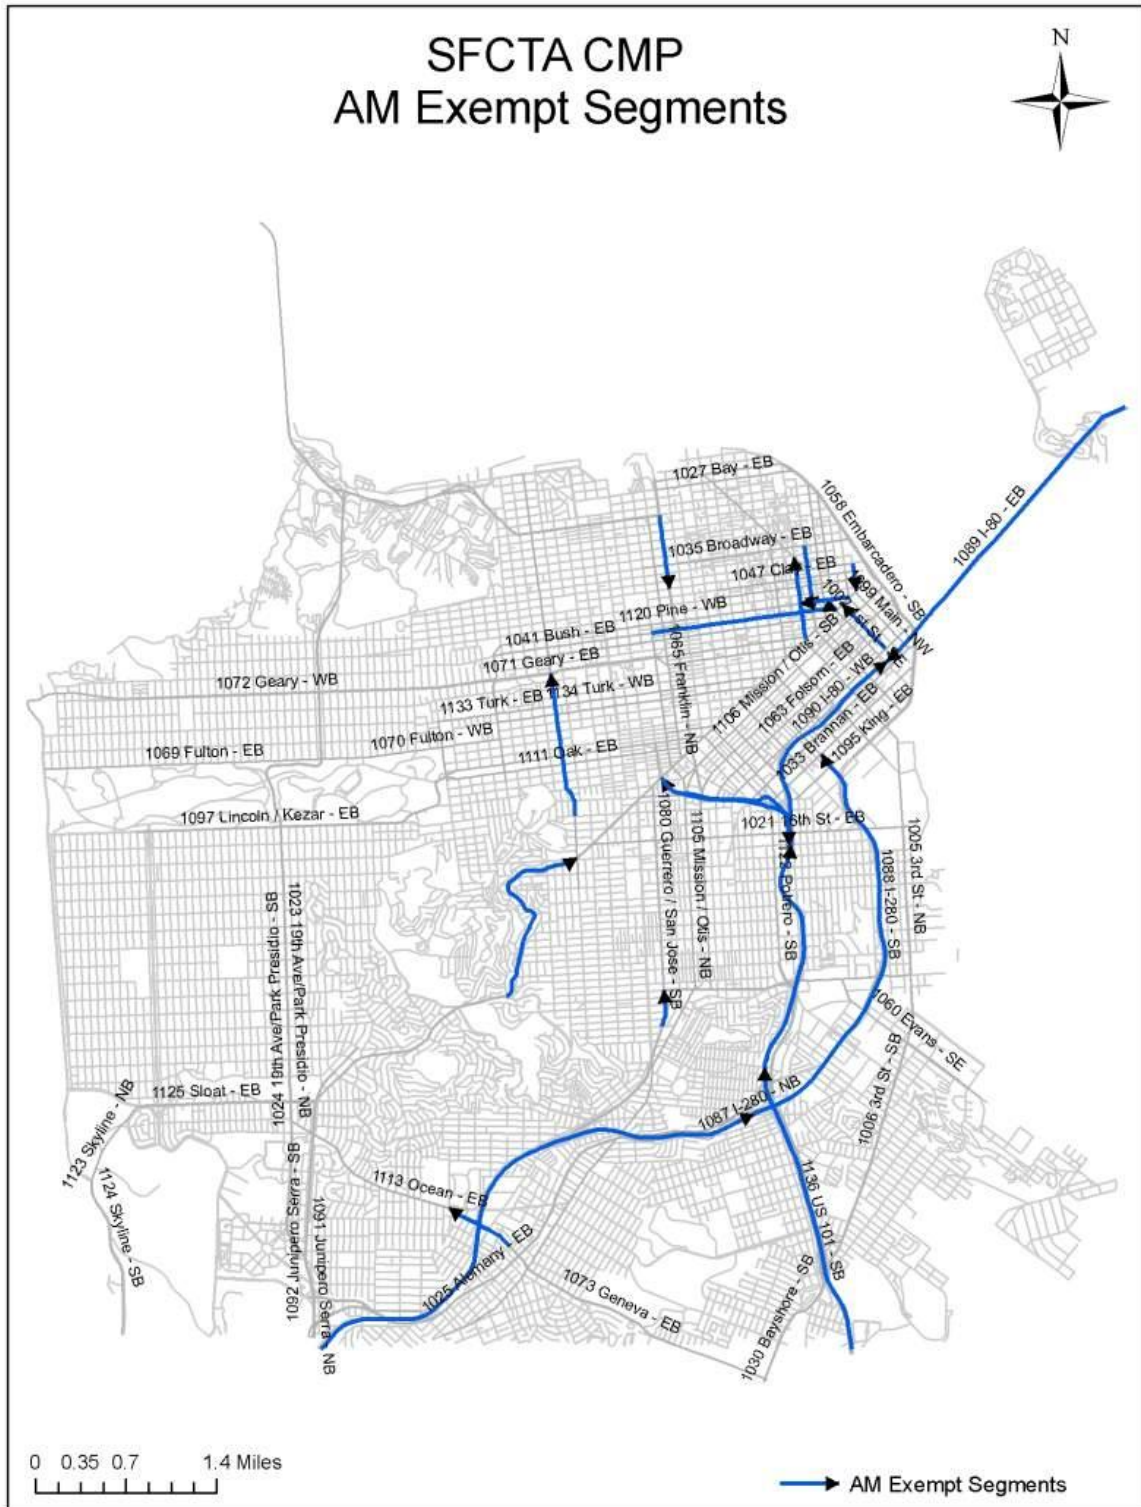 SFCTA CMP
AM Exempt Segments
N
1027 Bay - EB
1058 Embarcadero - SB
1089 I-80 - EB
1035 Broadway - EB
1047 Clay - EB
1099 Main - NW
1120 Pine - WB
1041 Bush - EB
1071 Geary - EB
1072 Geary - WB
1065 Franklin - NB
1106 Mission / Otis - SB
1063 Folsom - EB
1090 I-80 - WB
1033 Brannan - EB
1095 King - EB
1133 Turk - EB
1134 Turk - WB
1070 Fulton - WB
1069 Fulton - EB
1111 Oak - EB
1097 Lincoln / Kezar - EB
1021 16th St - EB
1080 Guerrero / San Jose - SB
1105 Mission / Otis - NB
Potrero - SB
1088 I-280 - SB
1005 3rd St - NB
1024 19th Ave/Park Presidio - SB
1023 19th Ave/Park Presidio - NB
1060 Evans - SE
1006 3rd St - SB
1087 I-280 - NB
1125 Sloat - EB
1123 Skyline - NB
1124 Skyline - SB
1092 Junipero Serra - SB
1091 Junipero Serra - NB
1113 Ocean - EB
1025 Alemany - EB
1073 Geneva - EB
1136 US 101 - SB
1030 Bayshore - SB
0 0.35 0.7 1.4 Miles
AM Exempt Segments